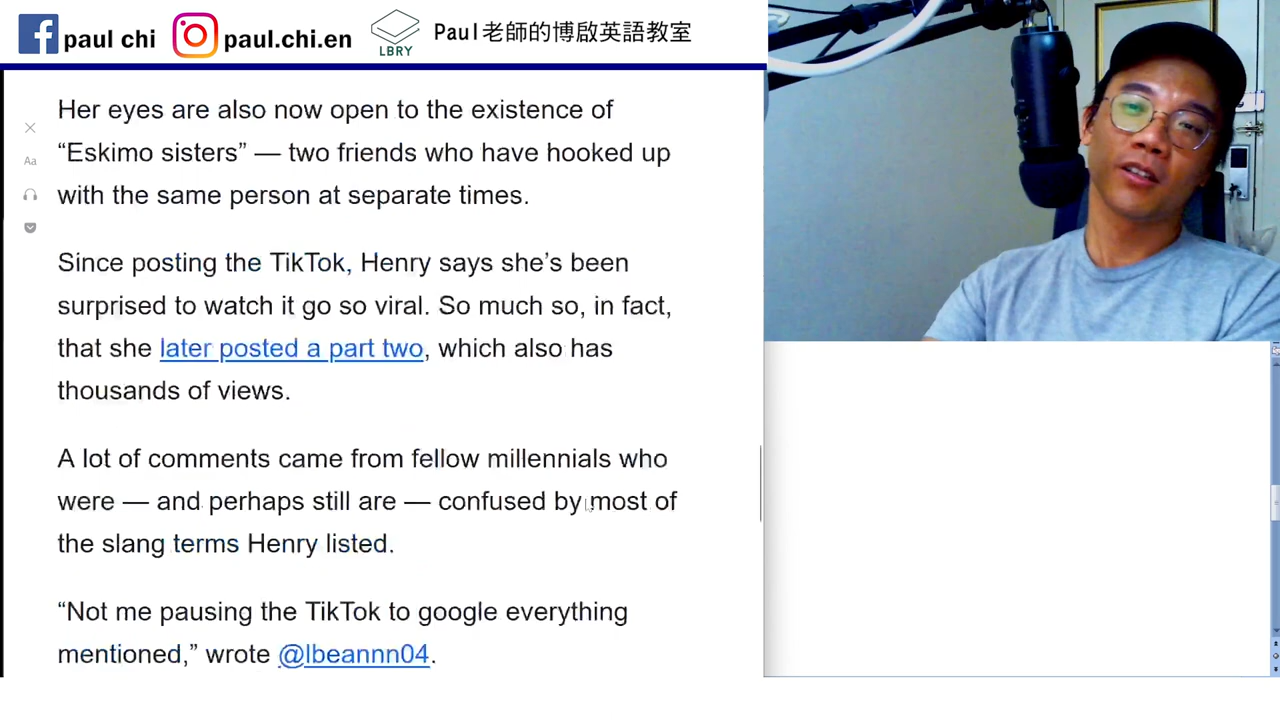 paul chi
paul.chi.en
LBRY
Paul老師的博啟英語教室
Her eyes are also now open to the existence of
“Eskimo sisters” — two friends who have hooked up
with the same person at separate times.
Aa
Since posting the TikTok, Henry says she’s been
surprised to watch it go so viral. So much so, in fact,
that she later posted a part two, which also has
thousands of views.
A lot of comments came from fellow millennials who
were — and perhaps still are — confused by most of
the slang terms Henry listed.
“Not me pausing the TikTok to google everything
mentioned,” wrote @lbeannn04.